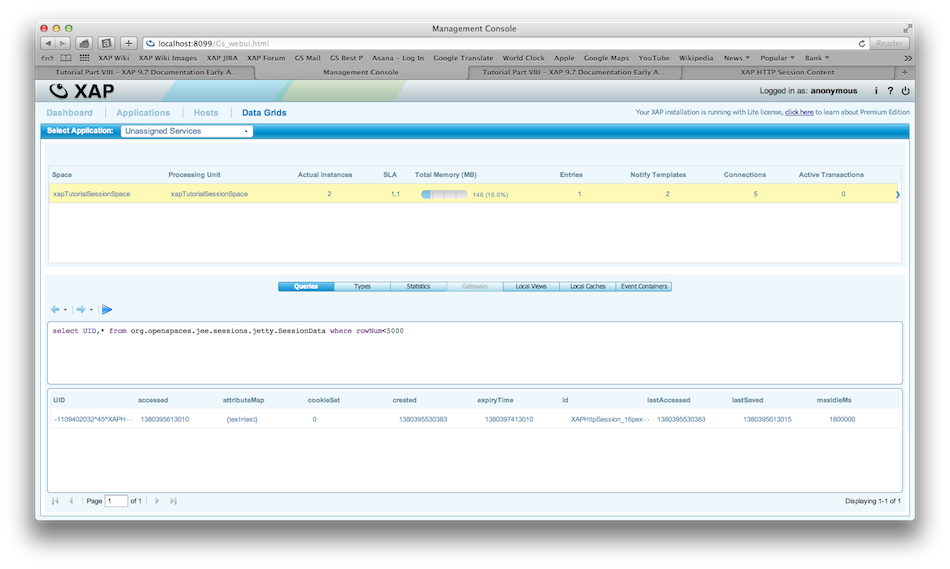 Management Console
localhost:8099/Gs_webui.html
Reader
XAP Wiki XAP Wiki Images XAP JIRA XAP Forum GS Mail GS Best P Asana – Log In Google Translate World Clock Apple Google Maps YouTube Wikipedia News Popular Bank
Tutorial Part VIII – XAP 9.7 Documentation Early A... Management Console Tutorial Part VIII – XAP 9.7 Documentation Early A... XAP HTTP Session Content
XAP Logged in as: anonymous i ?
Dashboard Applications Hosts Data Grids Your XAP installation is running with Lite license, click here to learn about Premium Edition
Select Application: Unassigned Services
Space Processing Unit Actual Instances SLA Total Memory (MB) Entries Notify Templates Connections Active Transactions
xapTutorialSessionSpace xapTutorialSessionSpace 2 1,1 146 (16.0%) 1 2 5 0
Queries Types Statistics Gateways Local Views Local Caches Event Containers
select UID,* from org.openspaces.jee.sessions.jetty.SessionData where rowNum<5000
UID accessed attributeMap cookieSet created expiryTime id lastAccessed lastSaved maxIdleMs
-1109402032^45^XAPH... 1380395613010 {test=test} 0 1380395530383 1380397413010 XAPHttpSession_16pex... 1380395530383 1380395613015 1800000
Page 1 of 1 Displaying 1-1 of 1